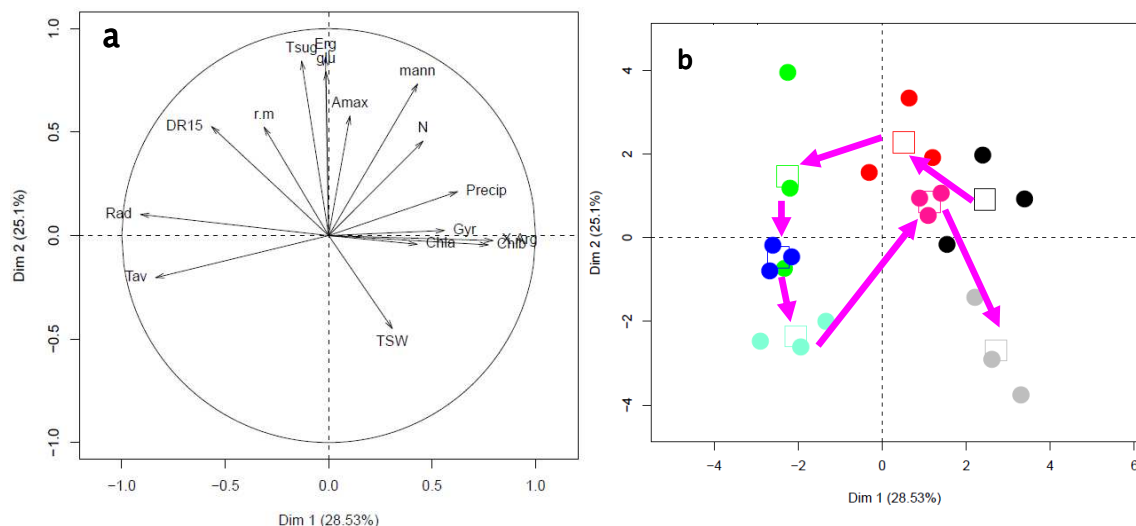 a
1.0
0.5
0.0
−0.5
−1.0
Dim 2 (25.1%)
Erg
Tsug
glu
mann
Amax
r.m
DR15
N
Precip
Rad
Gyr
Arg
Chla
Chlb
Tav
TSW
−1.0 −0.5 0.0 0.5 1.0
Dim 1 (28.53%)
b
4
2
0
−2
−4
Dim 2 (25.1%)
−4 −2 0 2 4 6
Dim 1 (28.53%)